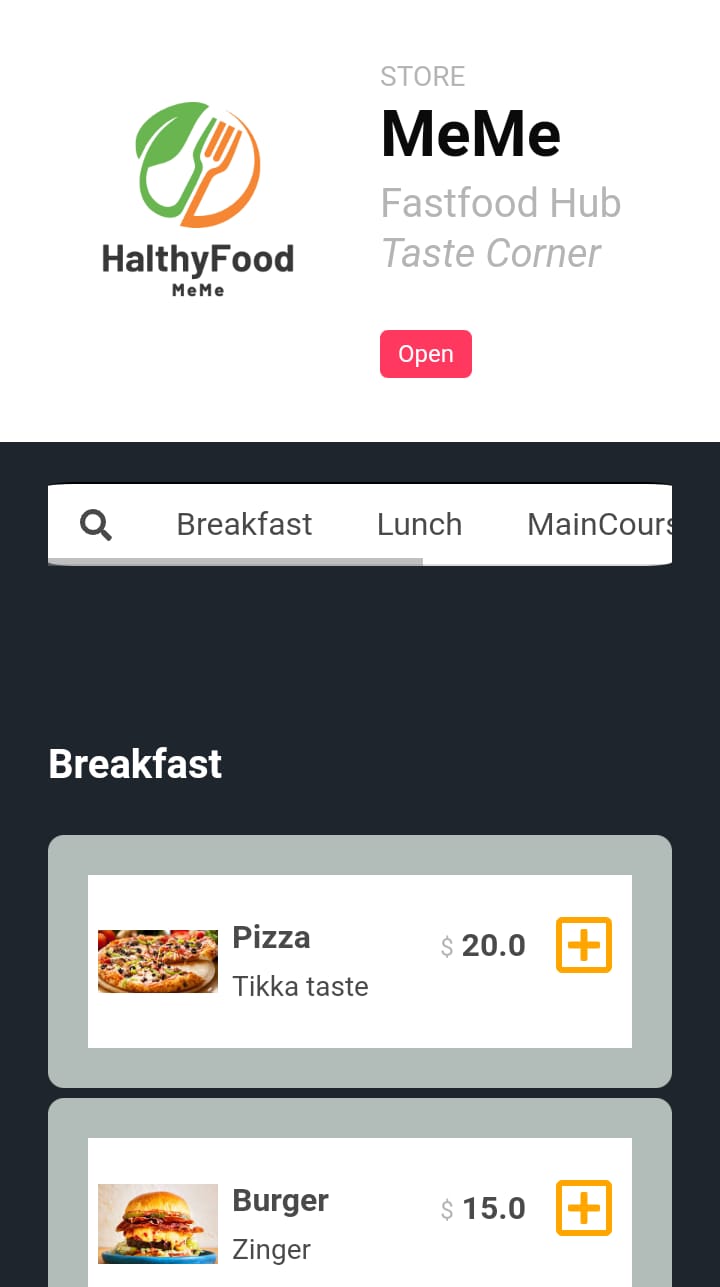 STORE
MeMe
Fastfood Hub
Taste Corner
HalthyFood
MeMe
Open
Breakfast Lunch MainCours
Breakfast
Pizza $ 20.0
Tikka taste
Burger $ 15.0
Zinger